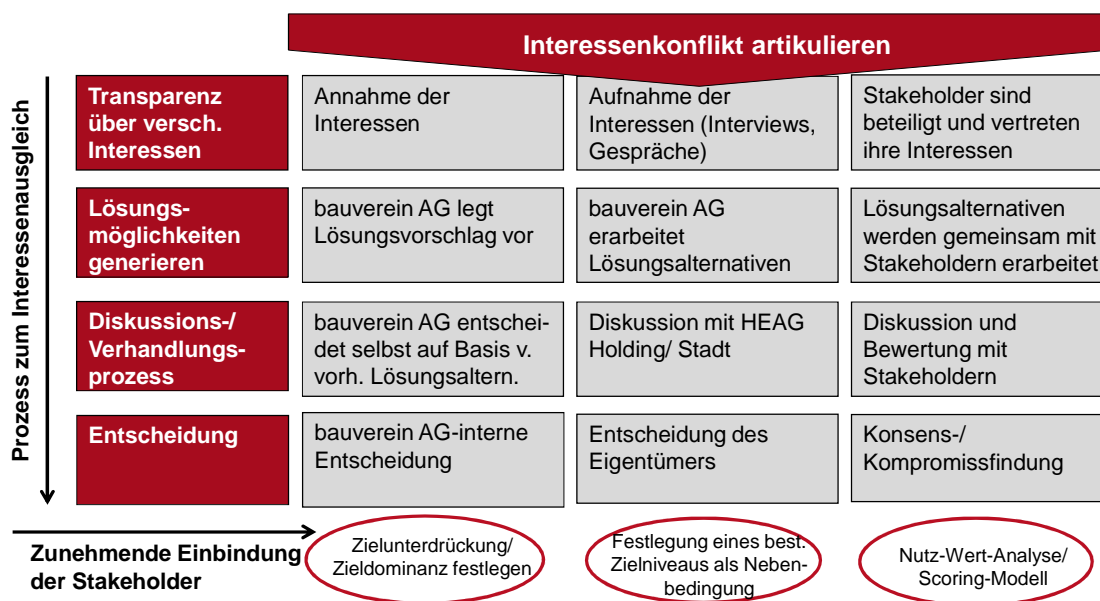 Interessenkonflikt artikulieren
Prozess zum Interessenausgleich
Transparenz
über versch.
Interessen
Annahme der
Interessen
Aufnahme der
Interessen (Interviews,
Gespräche)
Stakeholder sind
beteiligt und vertreten
ihre Interessen
Lösungs-
möglichkeiten
generieren
bauverein AG legt
Lösungsvorschlag vor
bauverein AG
erarbeitet
Lösungsalternativen
Lösungsalternativen
werden gemeinsam mit
Stakeholdern erarbeitet
Diskussions-/
Verhandlungs-
prozess
bauverein AG entschei-
det selbst auf Basis v.
vorh. Lösungsaltern.
Diskussion mit HEAG
Holding/ Stadt
Diskussion und
Bewertung mit
Stakeholdern
Entscheidung
bauverein AG-interne
Entscheidung
Entscheidung des
Eigentümers
Konsens-/
Kompromissfindung
Zunehmende Einbindung
der Stakeholder
Zielunterdrückung/
Zieldominanz festlegen
Festlegung eines best.
Zielniveaus als Neben-
bedingung
Nutz-Wert-Analyse/
Scoring-Modell